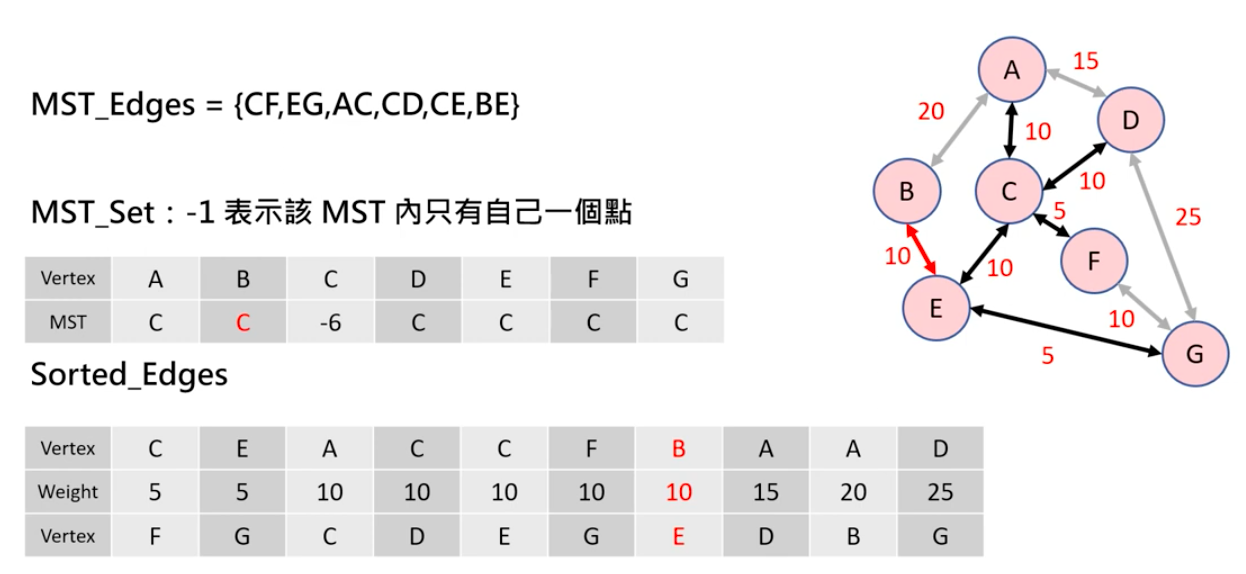 MST_Edges = {CF,EG,AC,CD,CE,BE}
MST_Set：-1 表示該 MST 內只有自己一個點
Vertex A B C D E F G
MST C C -6 C C C C
Sorted_Edges
Vertex C E A C C F B A A D
Weight 5 5 10 10 10 10 10 15 20 25
Vertex F G C D E G E D B G
A
15
20
D
10
B
C
10
5
25
10
F
10
E
10
5
G